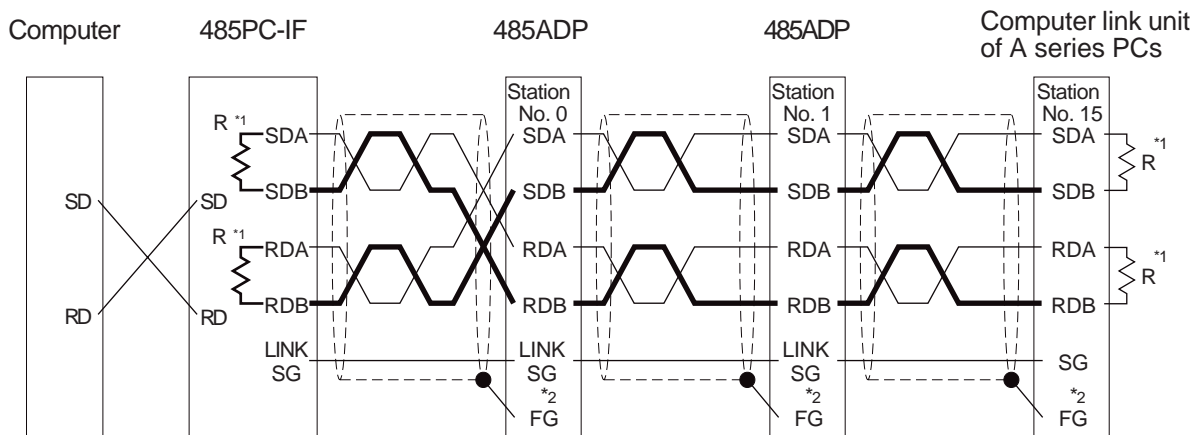 Computer
485PC-IF
485ADP
485ADP
Computer link unit
of A series PCs
Station
No. 0
Station
No. 1
Station
No. 15
R *1
SDA
SDA
SDA
SDA
R *1
SDB
SDB
SDB
SDB
SD
SD
R *1
RDA
RDA
RDA
RDA
R *1
RDB
RDB
RDB
RDB
RD
RD
LINK
SG
LINK
SG
LINK
SG
SG
*2
FG
*2
FG
*2
FG